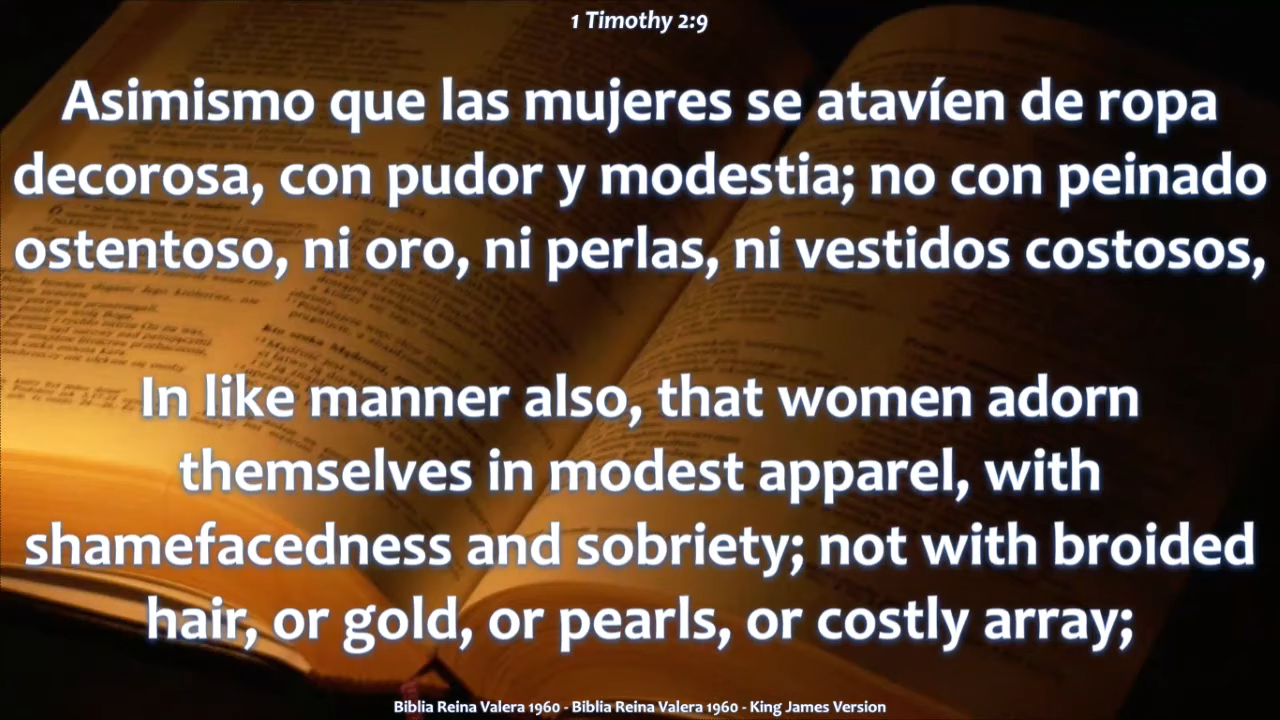 1 Timothy 2:9
Asimismo que las mujeres se atavíen de ropa
decorosa, con pudor y modestia; no con peinado
ostentoso, ni oro, ni perlas, ni vestidos costosos,
In like manner also, that women adorn
themselves in modest apparel, with
shamefacedness and sobriety; not with broided
hair, or gold, or pearls, or costly array;
Biblia Reina Valera 1960 - Biblia Reina Valera 1960 - King James Version